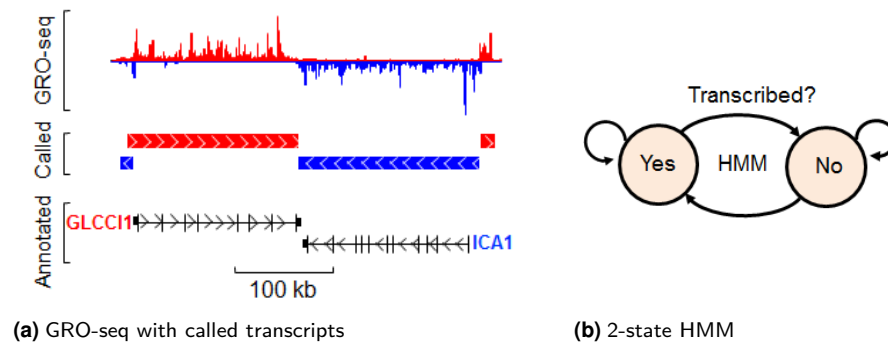 GRO-seq
Called
Annotated
GLCCI1
ICA1
100 kb
(a) GRO-seq with called transcripts
Transcribed?
Yes
HMM
No
(b) 2-state HMM